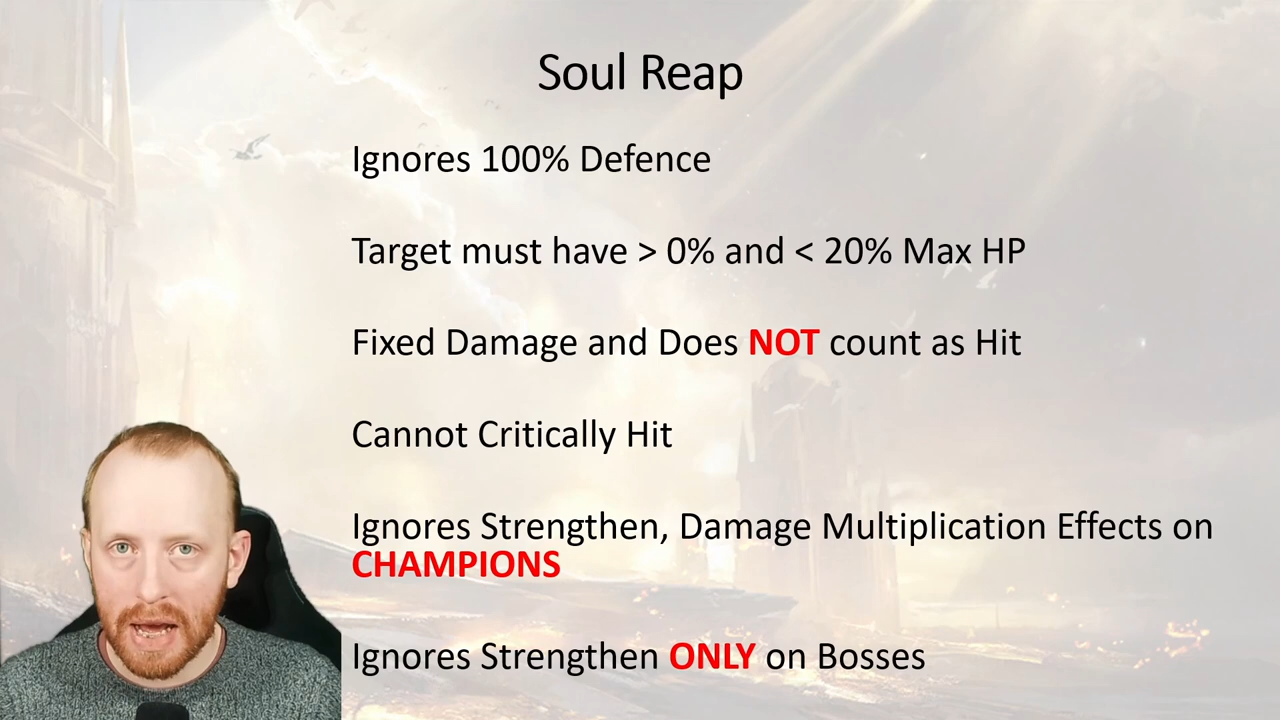 Soul Reap
Ignores 100% Defence
Target must have > 0% and < 20% Max HP
Fixed Damage and Does NOT count as Hit
Cannot Critically Hit
Ignores Strengthen, Damage Multiplication Effects on
CHAMPIONS
Ignores Strengthen ONLY on Bosses